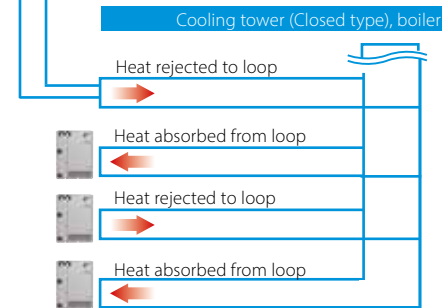 Cooling tower (Closed type), boiler
Heat rejected to loop
Heat absorbed from loop
Heat rejected to loop
Heat absorbed from loop